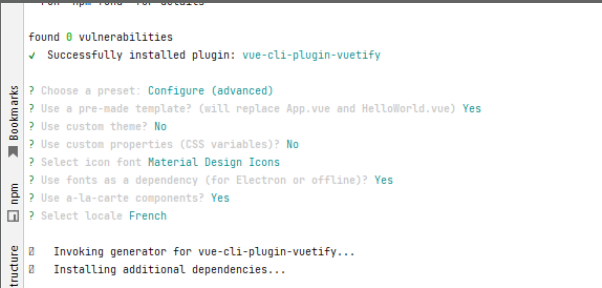 found 0 vulnerabilities
✔ Successfully installed plugin: vue-cli-plugin-vuetify
? Choose a preset: Configure (advanced)
? Use a pre-made template? (will replace App.vue and HelloWorld.vue) Yes
? Use custom theme? No
? Use custom properties (CSS variables)? No
? Select icon font Material Design Icons
? Use fonts as a dependency (for Electron or offline)? Yes
? Use a-la-carte components? Yes
? Select locale French
Invoking generator for vue-cli-plugin-vuetify...
Installing additional dependencies...
Bookmarks
npm
tructure